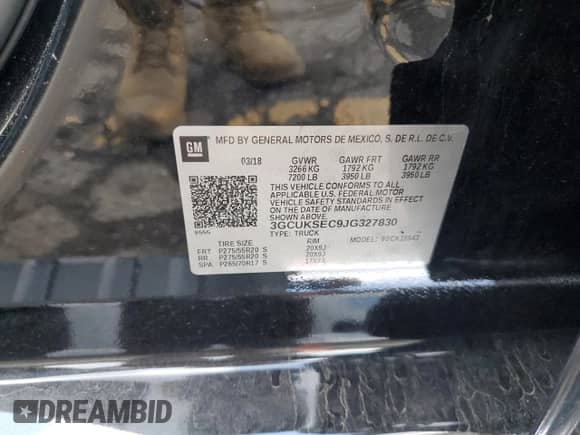 GM
MFD BY GENERAL MOTORS DE MEXICO, S. DE R.L. DE C.V.
03/18 GVWR GAWR FRT GAWR RR
3266 KG 1792 KG 1792 KG
7200 LB 3950 LB 3950 LB
THIS VEHICLE CONFORMS TO ALL
APPLICABLE U.S. FEDERAL MOTOR
VEHICLE SAFETY STANDARDS IN EFFECT
ON THE DATE OF MANUFACTURE
SHOWN ABOVE
3GCUKSEC9JG327830
TYPE: TRUCK MODEL:
TIRE SIZE RIM
FRT P275/55R20 S 20X9J
RR P275/55R20 S 20X9J
SPA P265/70R17 S
DREAMBID